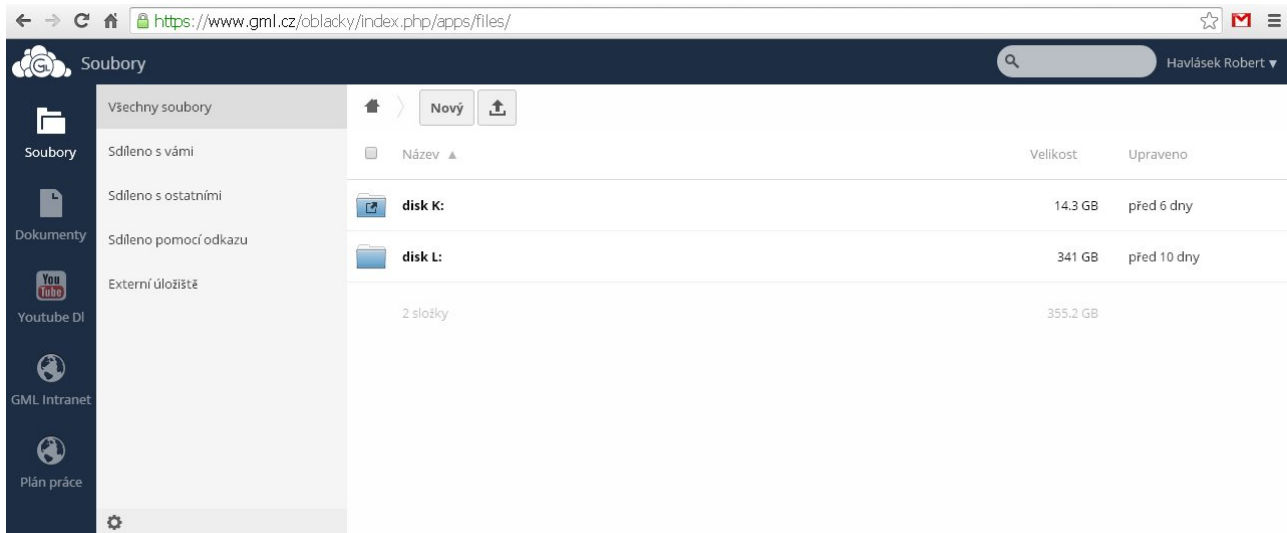 https://www.gml.cz/oblacky/index.php/apps/files/
GL
Soubory
Havlásek Robert ▾
Soubory
Dokumenty
You
Tube
Youtube Dl
GML Intranet
Plán práce
Všechny soubory
Sdíleno s vámi
Sdíleno s ostatními
Sdíleno pomocí odkazu
Externí úložiště
Nový
Název ▲ Velikost Upraveno
disk K: 14.3 GB před 6 dny
disk L: 341 GB před 10 dny
2 složky 355.2 GB